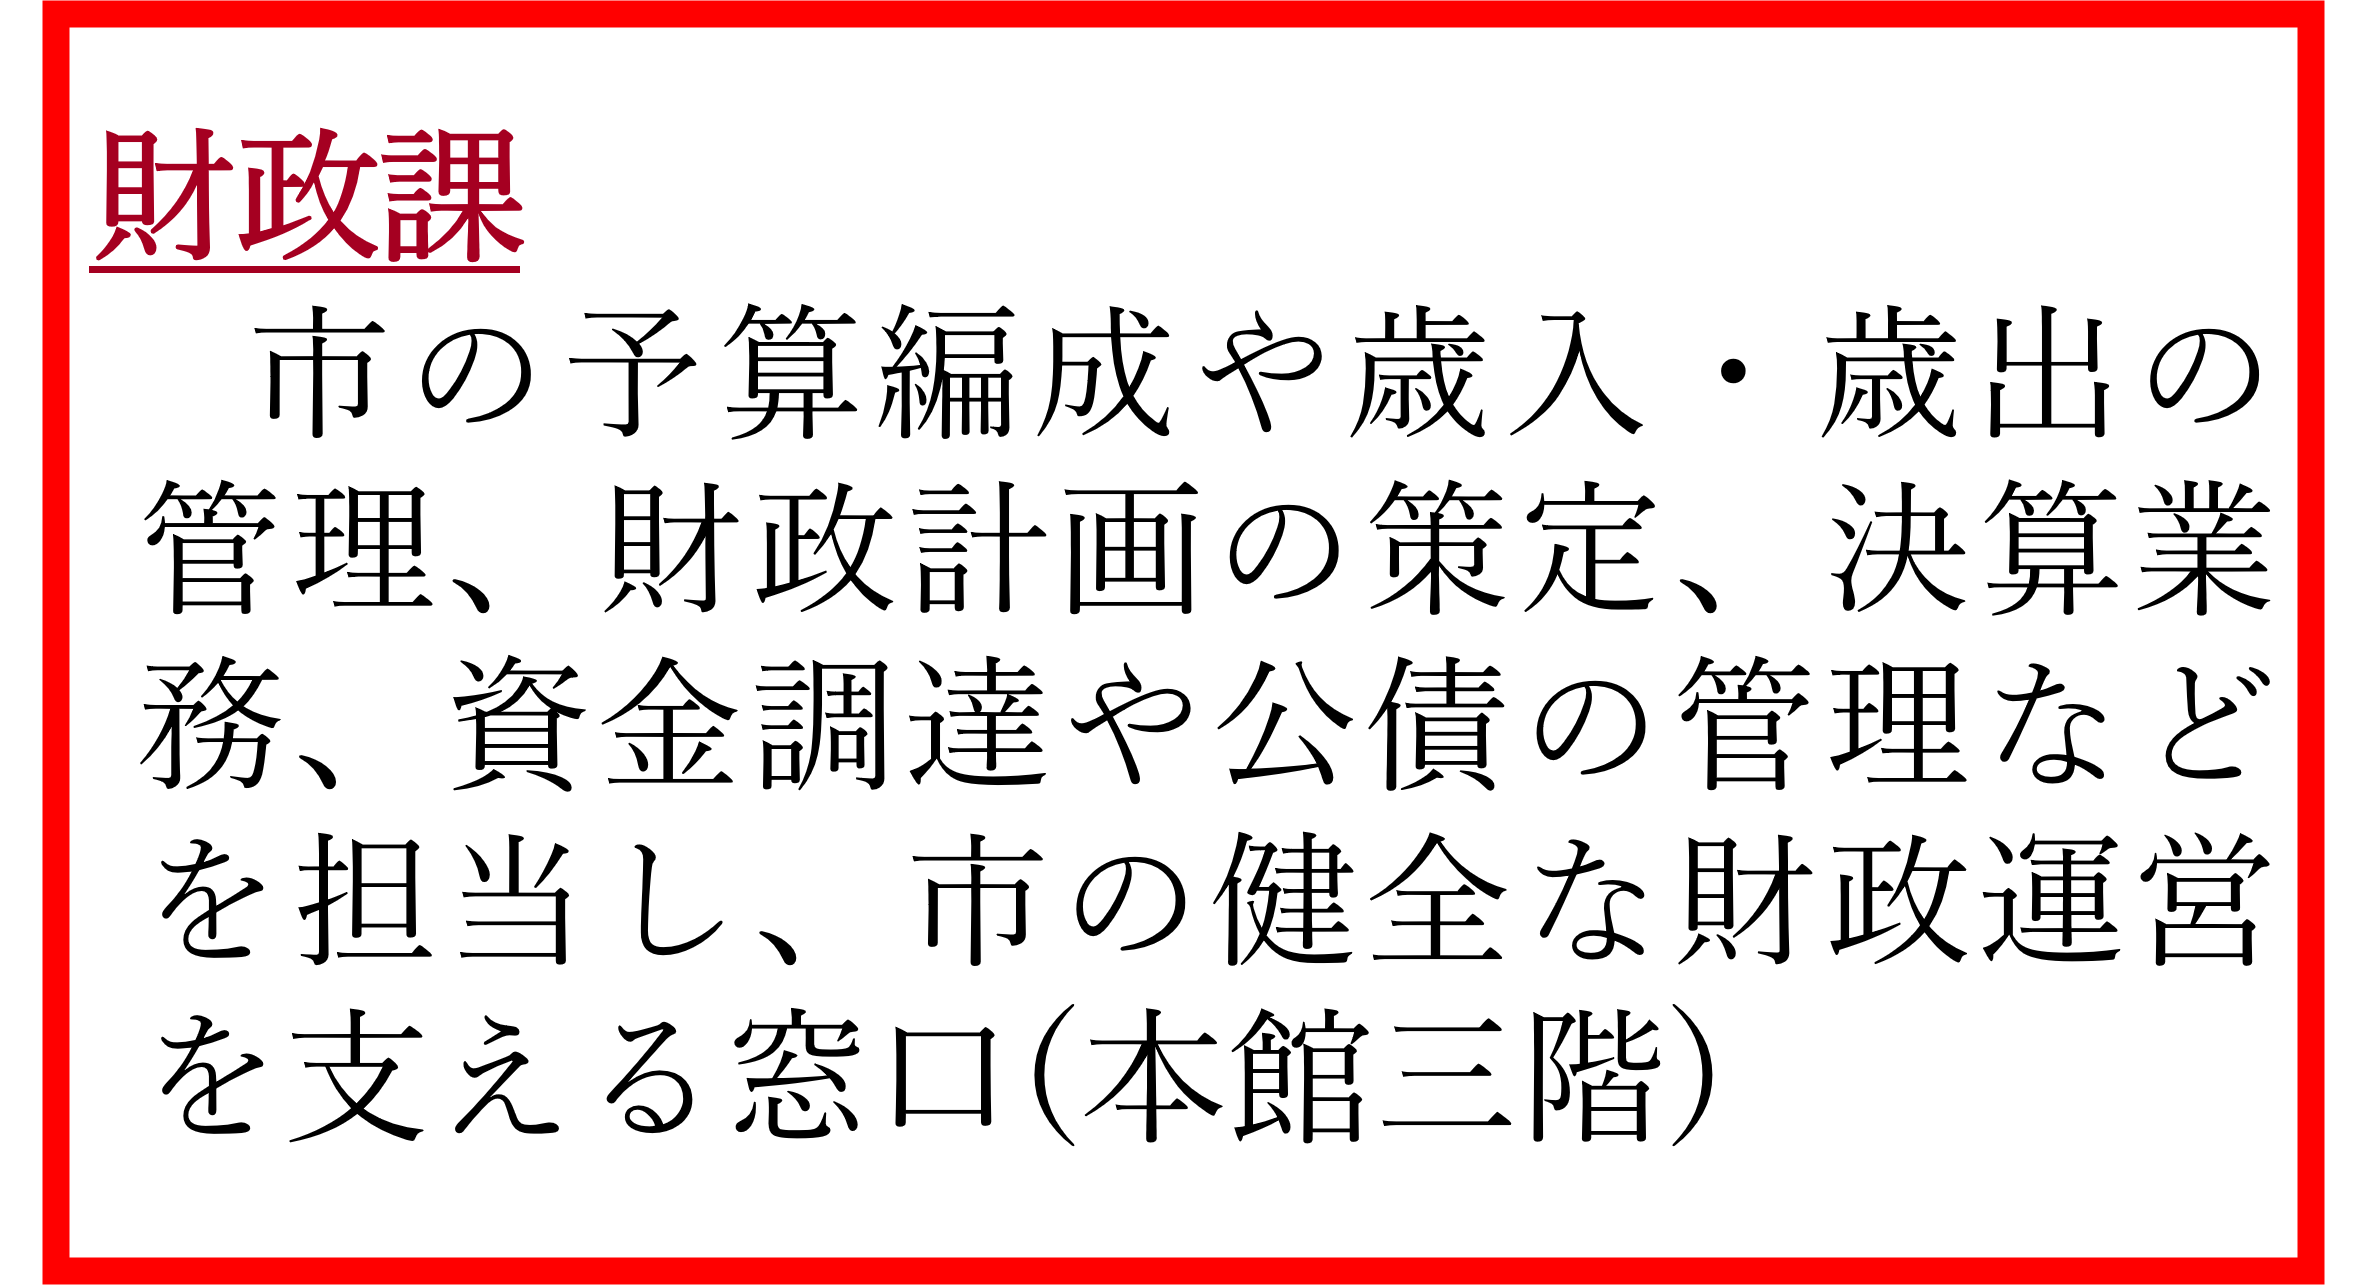 財政課
市の予算編成や歳入・歳出の
管理、財政計画の策定、決算業
務、資金調達や公債の管理など
を担当し、市の健全な財政運営
を支える窓口(本館三階)